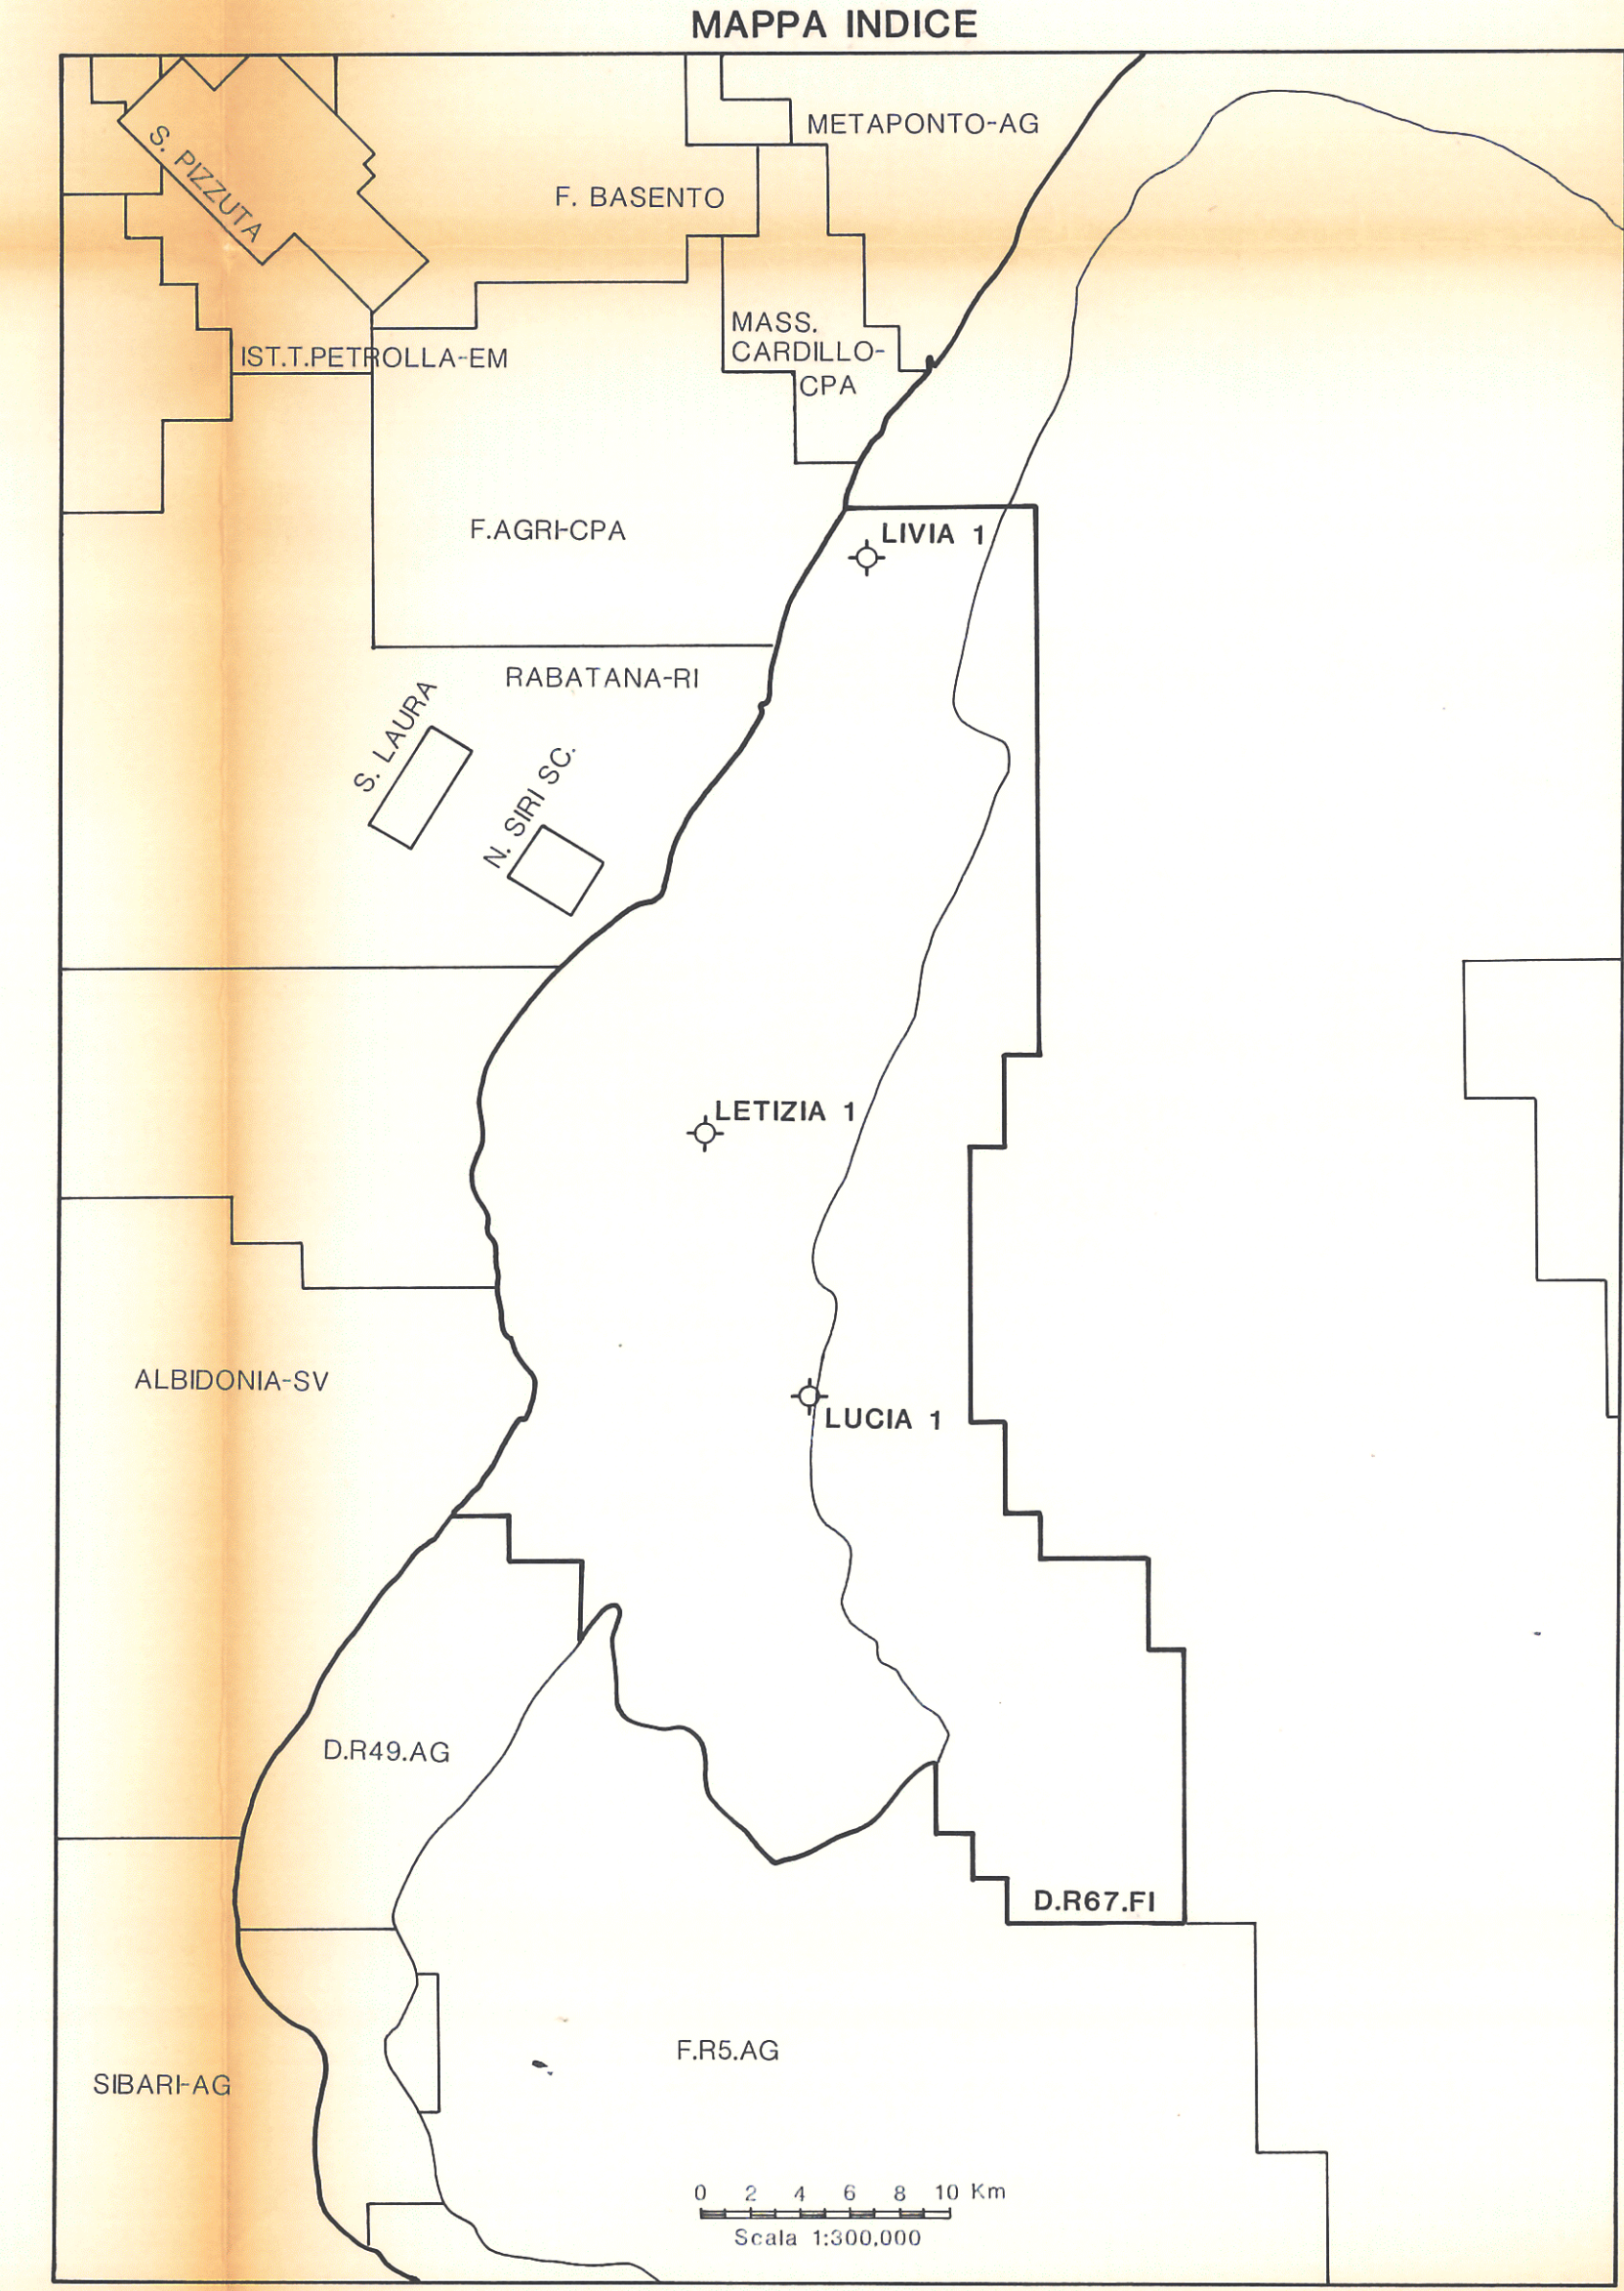 MAPPA INDICE
METAPONTO-AG
S. PIZZUTA
F. BASENTO
MASS.
CARDILLO-
CPA
IST.T.PETROLLA-EM
F.AGRI-CPA
LIVIA 1
RABATANA-RI
S. LAURA
N. SIRI SC.
LETIZIA 1
ALBIDONIA-SV
LUCIA 1
D.R49.AG
D.R67.FI
F.R5.AG
SIBARI-AG
0 2 4 6 8 10 Km
Scala 1:300.000